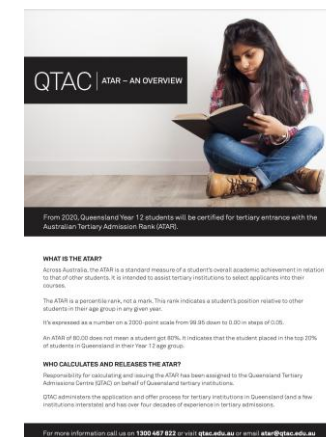 QTAC | ATAR – AN OVERVIEW
From 2020, Queensland Year 12 students will be certified for tertiary entrance with the
Australian Tertiary Admission Rank (ATAR).
WHAT IS THE ATAR?
Across Australia, the ATAR is a standard measure of a student's overall academic achievement in relation
to that of other students. It is intended to assist tertiary institutions to select applicants into their
courses.
The ATAR is a percentile rank, not a mark. This rank indicates a student's position relative to other
students in their age group in any given year.
It's expressed as a number on a 2000-point scale from 99.95 down to 0.00 in steps of 0.05.
An ATAR of 80.00 does not mean a student got 80%. It indicates that the student placed in the top 20%
of students in Queensland in their Year 12 age group.
WHO CALCULATES AND RELEASES THE ATAR?
Responsibility for calculating and issuing the ATAR has been assigned to the Queensland Tertiary
Admissions Centre (QTAC) on behalf of Queensland tertiary institutions.
QTAC administers the application and offer process for tertiary institutions in Queensland (and a few
institutions interstate) and has over four decades of experience in tertiary admissions.
For more information call us on 1300 467 822 or visit qtac.edu.au or email atar@qtac.edu.au